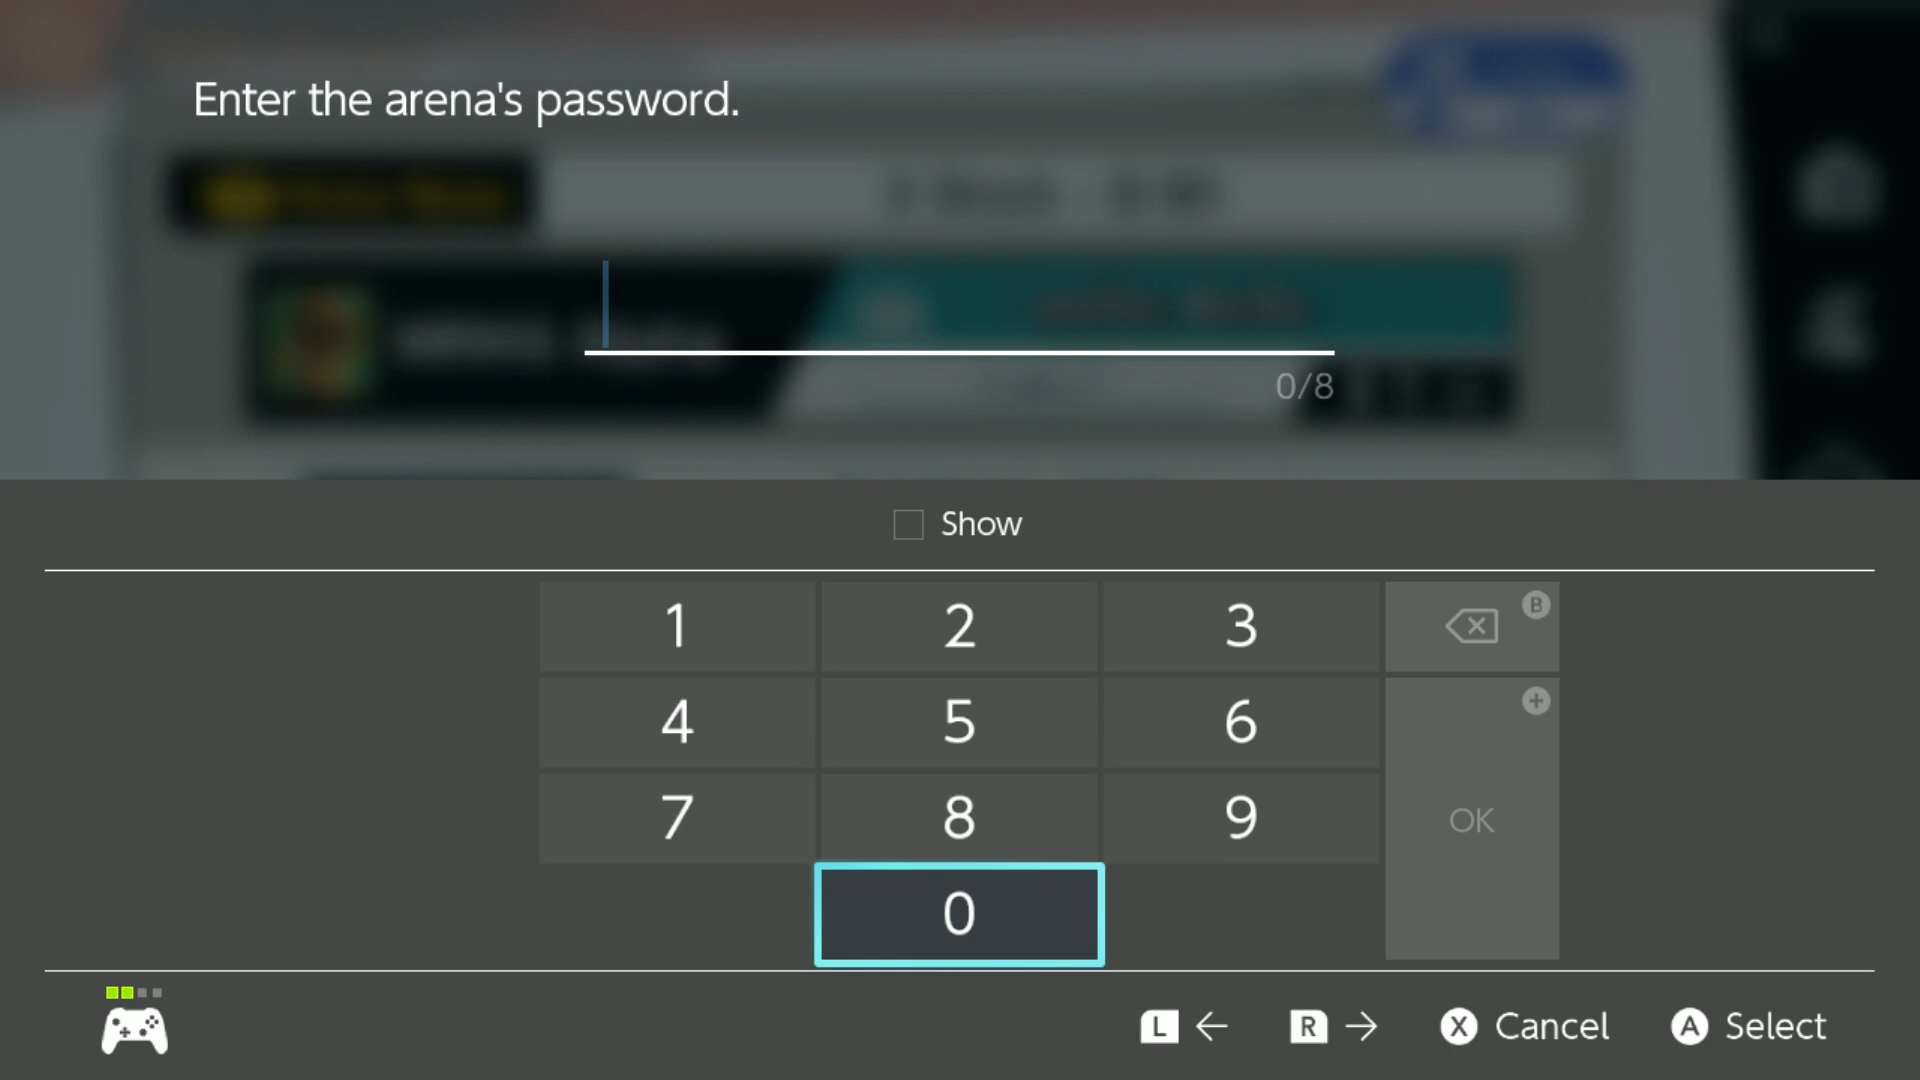 Enter the arena's password.
0/8
Show
1 2 3
B
4 5 6
+
7 8 9
OK
0
L ← R → X Cancel A Select